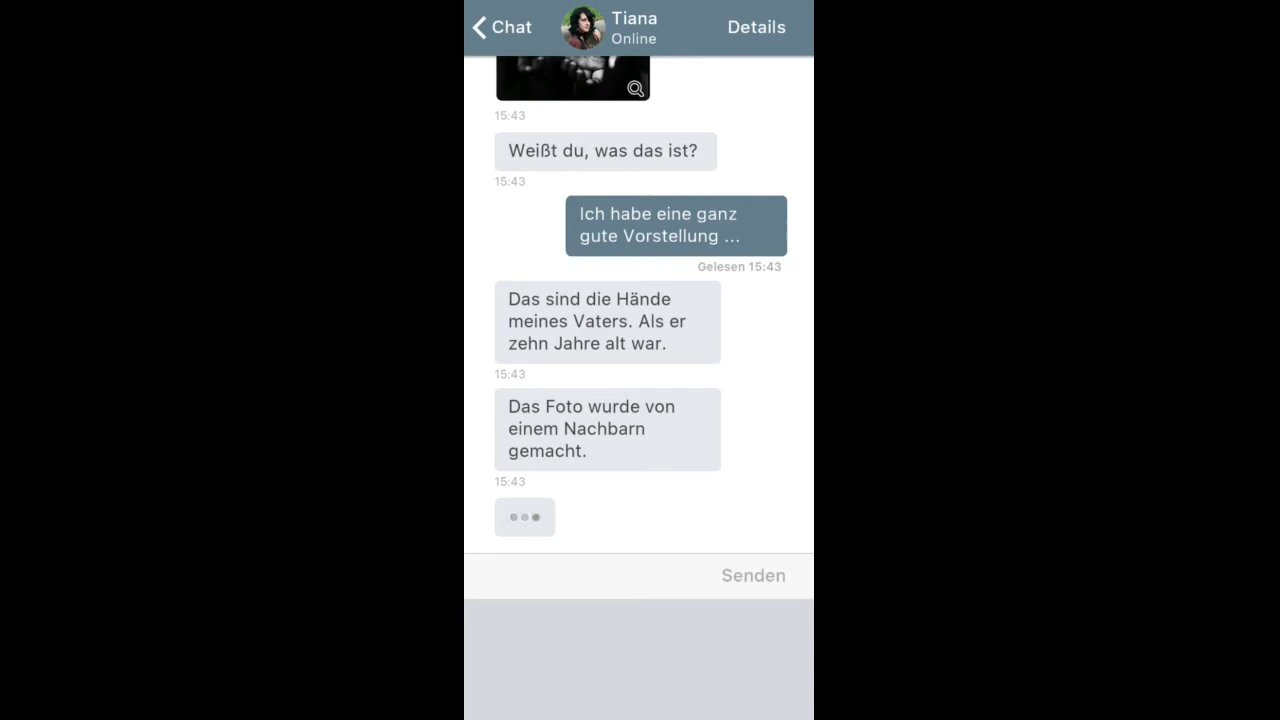 Chat
Tiana
Online
Details
15:43
Weißt du, was das ist?
15:43
Ich habe eine ganz
gute Vorstellung ...
Gelesen 15:43
Das sind die Hände
meines Vaters. Als er
zehn Jahre alt war.
15:43
Das Foto wurde von
einem Nachbarn
gemacht.
15:43
Senden